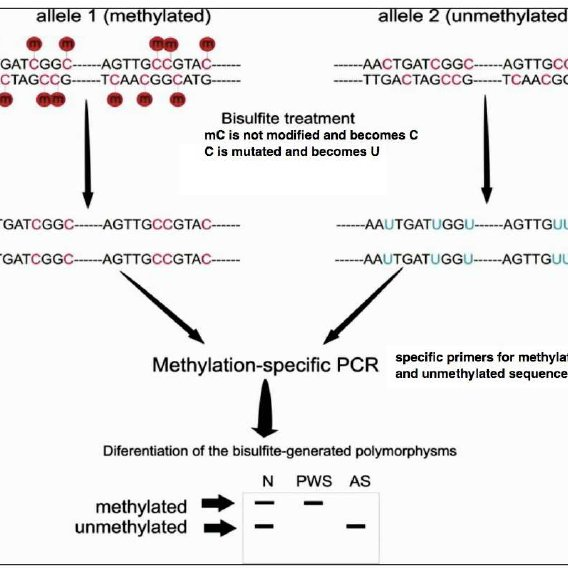 allele 1 (methylated) allele 2 (unmethylated
m m m m m
GATCGGC------AGTTGCCGTAC------ ------AACTGATCGGC------AGTTGCC
CTAGCCG------TCAACGGCATG------ ------TTGACTAGCCG------TCAACGG
m m m m m m
Bisulfite treatment
mC is not modified and becomes C
C is mutated and becomes U
TGATCGGC------AGTTGCCGTAC------ ------AAUTGATUGGU------AGTTGUU
TGATCGGC------AGTTGCCGTAC------ ------AAUTGATUGGU------AGTTGUU
Methylation-specific PCR
specific primers for methylat
and unmethylated sequence
Diferentiation of the bisulfite-generated polymorphysms
N PWS AS
methylated
unmethylated